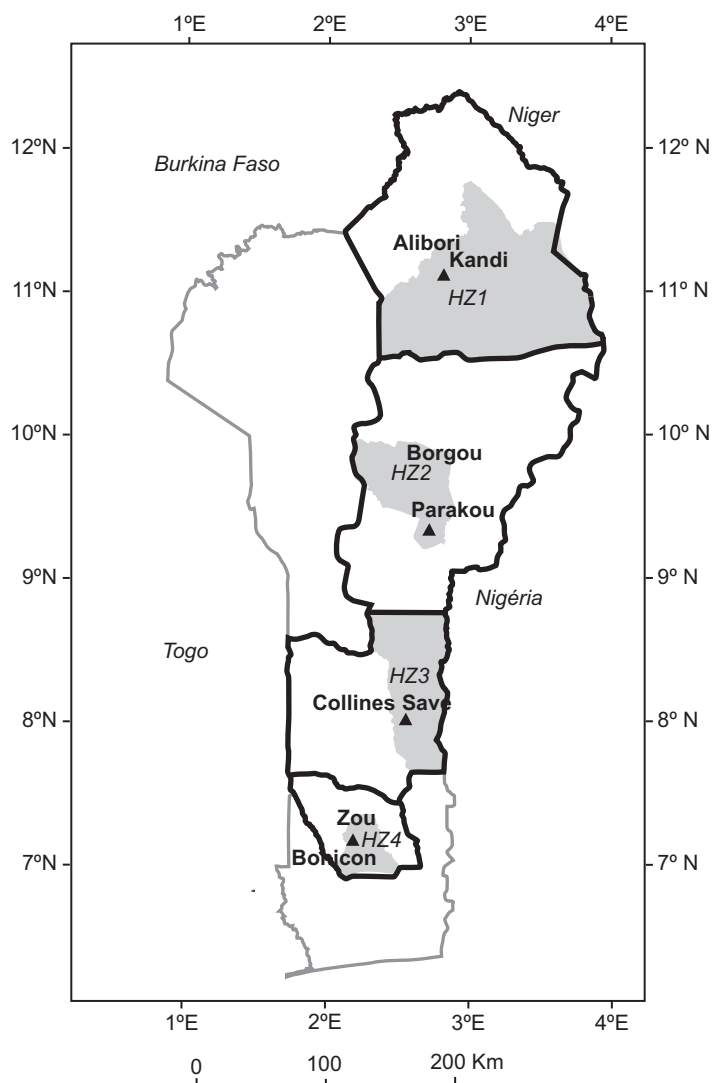 1ºE 2ºE 3ºE 4ºE
Niger
12ºN 12º N
Burkina Faso
Alibori
Kandi
11ºN 11º N
HZ1
10ºN 10º N
Borgou
HZ2
Parakou
9ºN 9º N
Nigéria
Togo
HZ3
Collines Save
8ºN 8º N
Zou
HZ4
Bohicon
7ºN 7º N
1ºE 2ºE 3ºE 4ºE
0 100 200 Km